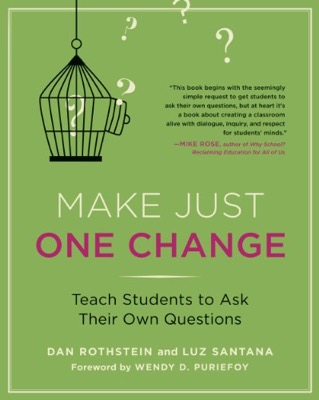 ?
?
?
?
"This book begins with the seemingly
simple request to get students to
ask their own questions, but at heart it's
a book about creating a classroom
alive with dialogue, inquiry, and respect
for students' minds."
—MIKE ROSE, author of Why School?
Reclaiming Education for All of Us
MAKE JUST
ONE CHANGE
Teach Students to Ask
Their Own Questions
DAN ROTHSTEIN and LUZ SANTANA
Foreword by WENDY D. PURIEFOY